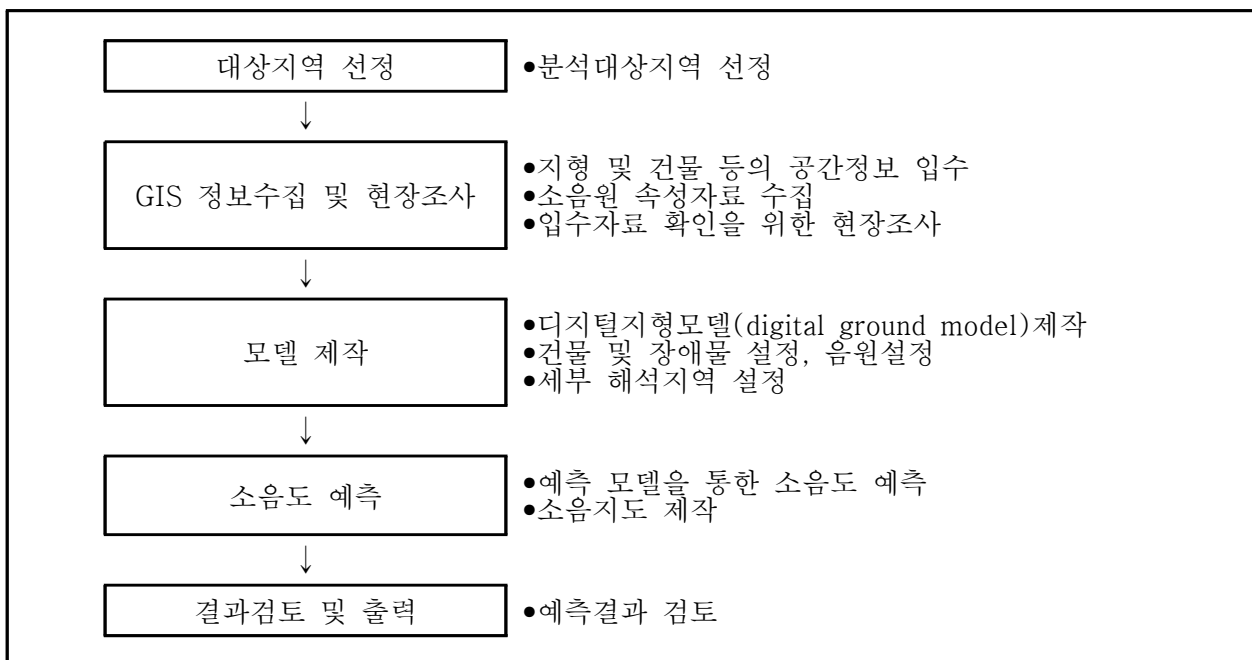 대상지역 선정
●분석대상지역 선정
↓
GIS 정보수집 및 현장조사
●지형 및 건물 등의 공간정보 입수
●소음원 속성자료 수집
●입수자료 확인을 위한 현장조사
↓
모델 제작
●디지털지형모델(digital ground model)제작
●건물 및 장애물 설정, 음원설정
●세부 해석지역 설정
↓
소음도 예측
●예측 모델을 통한 소음도 예측
●소음지도 제작
↓
결과검토 및 출력
●예측결과 검토